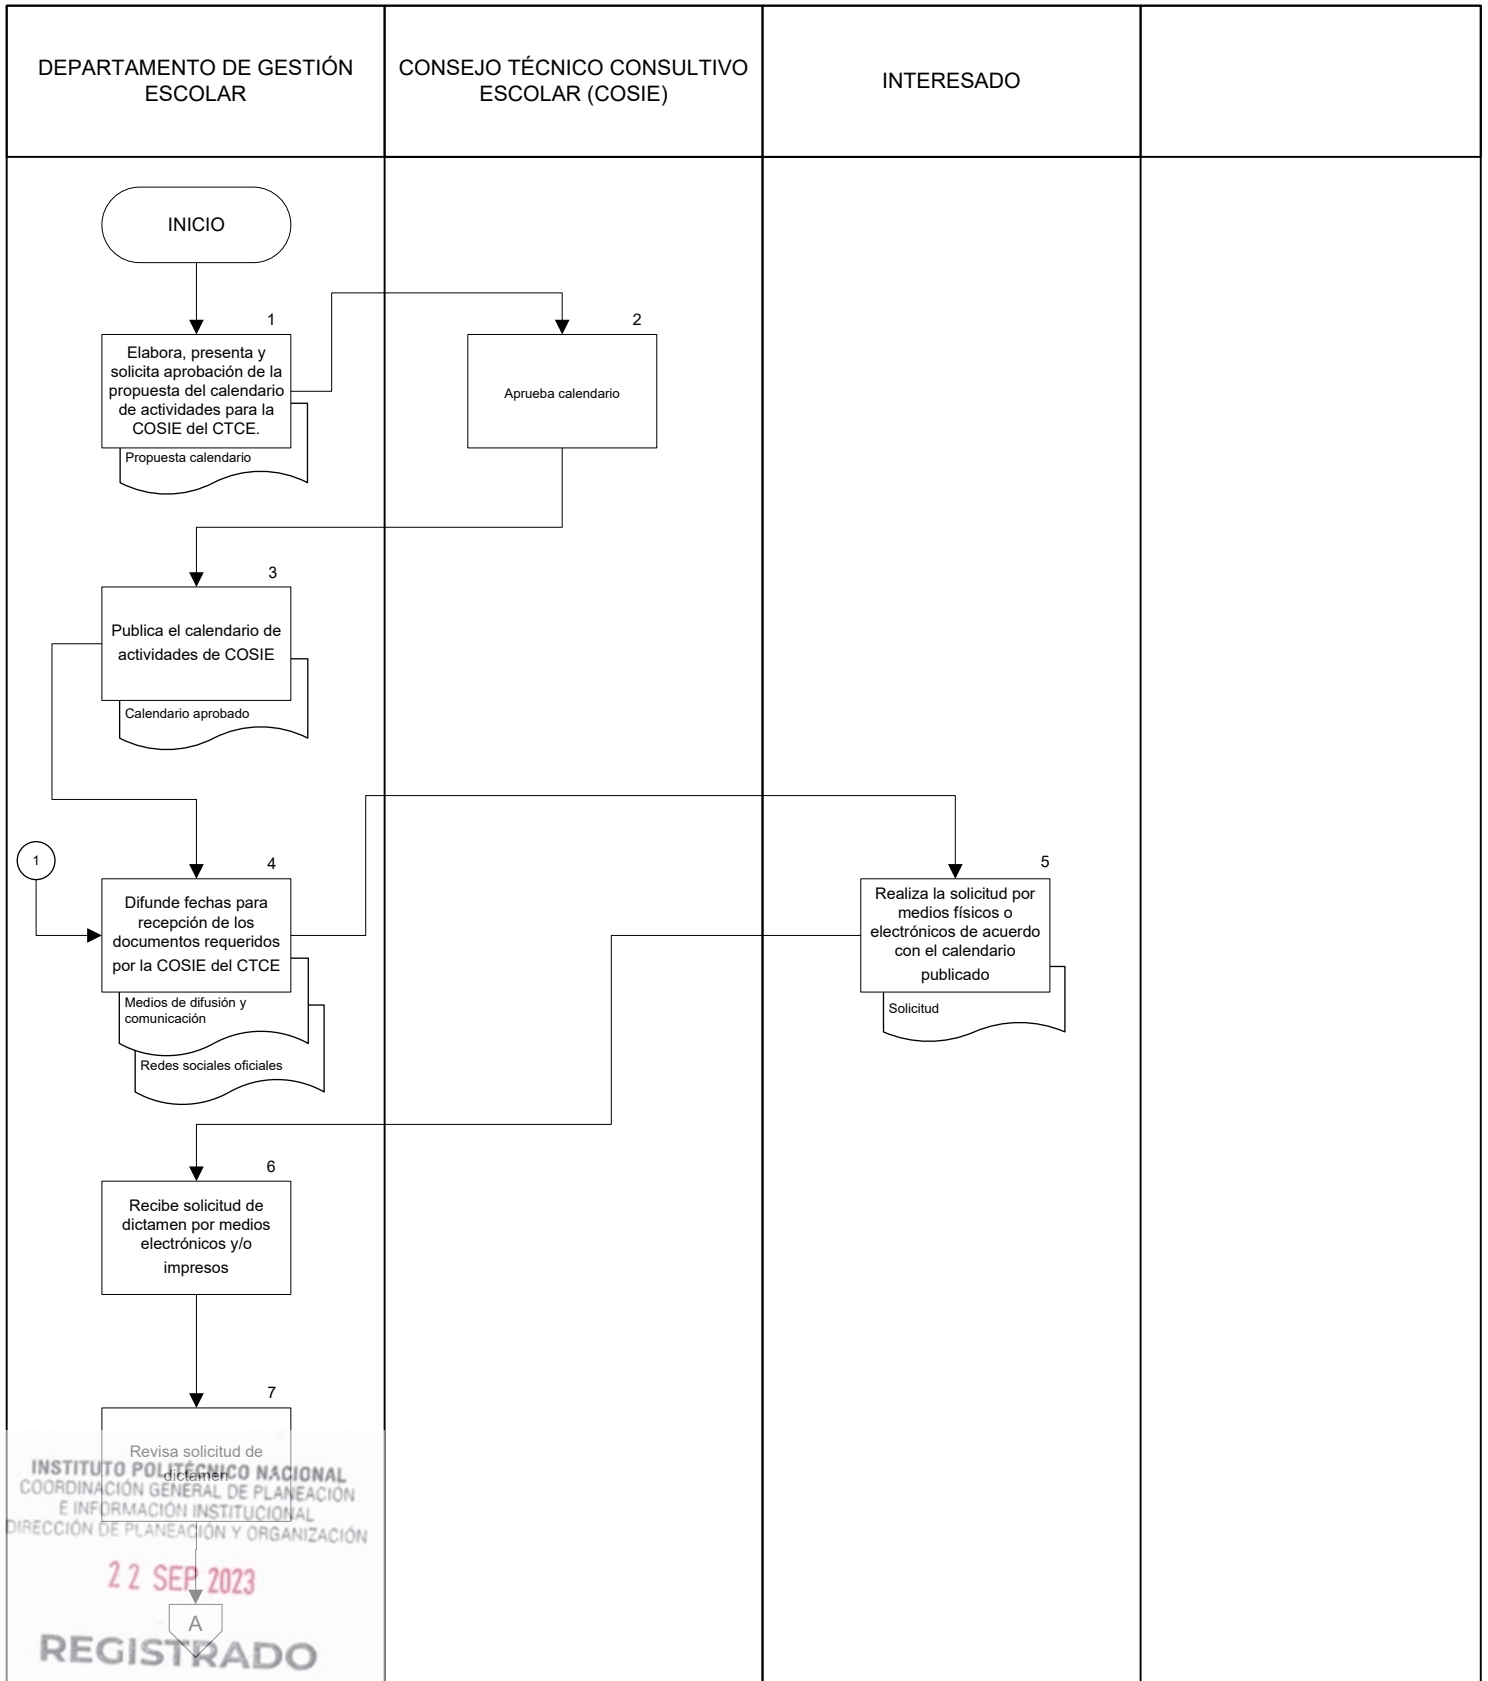 DEPARTAMENTO DE GESTIÓN
ESCOLAR
CONSEJO TÉCNICO CONSULTIVO
ESCOLAR (COSIE)
INTERESADO
INICIO
1
Elabora, presenta y
solicita aprobación de la
propuesta del calendario
de actividades para la
COSIE del CTCE.
Propuesta calendario
2
Aprueba calendario
3
Publica el calendario de
actividades de COSIE
Calendario aprobado
1
4
Difunde fechas para
recepción de los
documentos requeridos
por la COSIE del CTCE
Medios de difusión y
comunicación
Redes sociales oficiales
5
Realiza la solicitud por
medios físicos o
electrónicos de acuerdo
con el calendario
publicado
Solicitud
6
Recibe solicitud de
dictamen por medios
electrónicos y/o
impresos
7
Revisa solicitud de
dictamen
INSTITUTO POLITÉCNICO NACIONAL
COORDINACIÓN GENERAL DE PLANEACIÓN
E INFORMACIÓN INSTITUCIONAL
DIRECCIÓN DE PLANEACIÓN Y ORGANIZACIÓN
22 SEP 2023
A
REGISTRADO